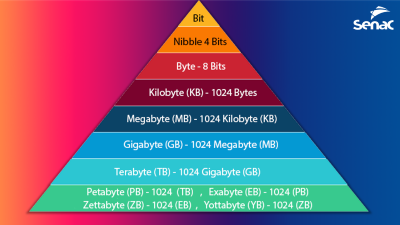 Senac
Bit
Nibble 4 Bits
Byte - 8 Bits
Kilobyte (KB) - 1024 Bytes
Megabyte (MB) - 1024 Kilobyte (KB)
Gigabyte (GB) - 1024 Megabyte (MB)
Terabyte (TB) - 1024 Gigabyte (GB)
Petabyte (PB) - 1024 (TB) , Exabyte (EB) - 1024 (PB)
Zettabyte (ZB) - 1024 (EB) , Yottabyte (YB) - 1024 (ZB)